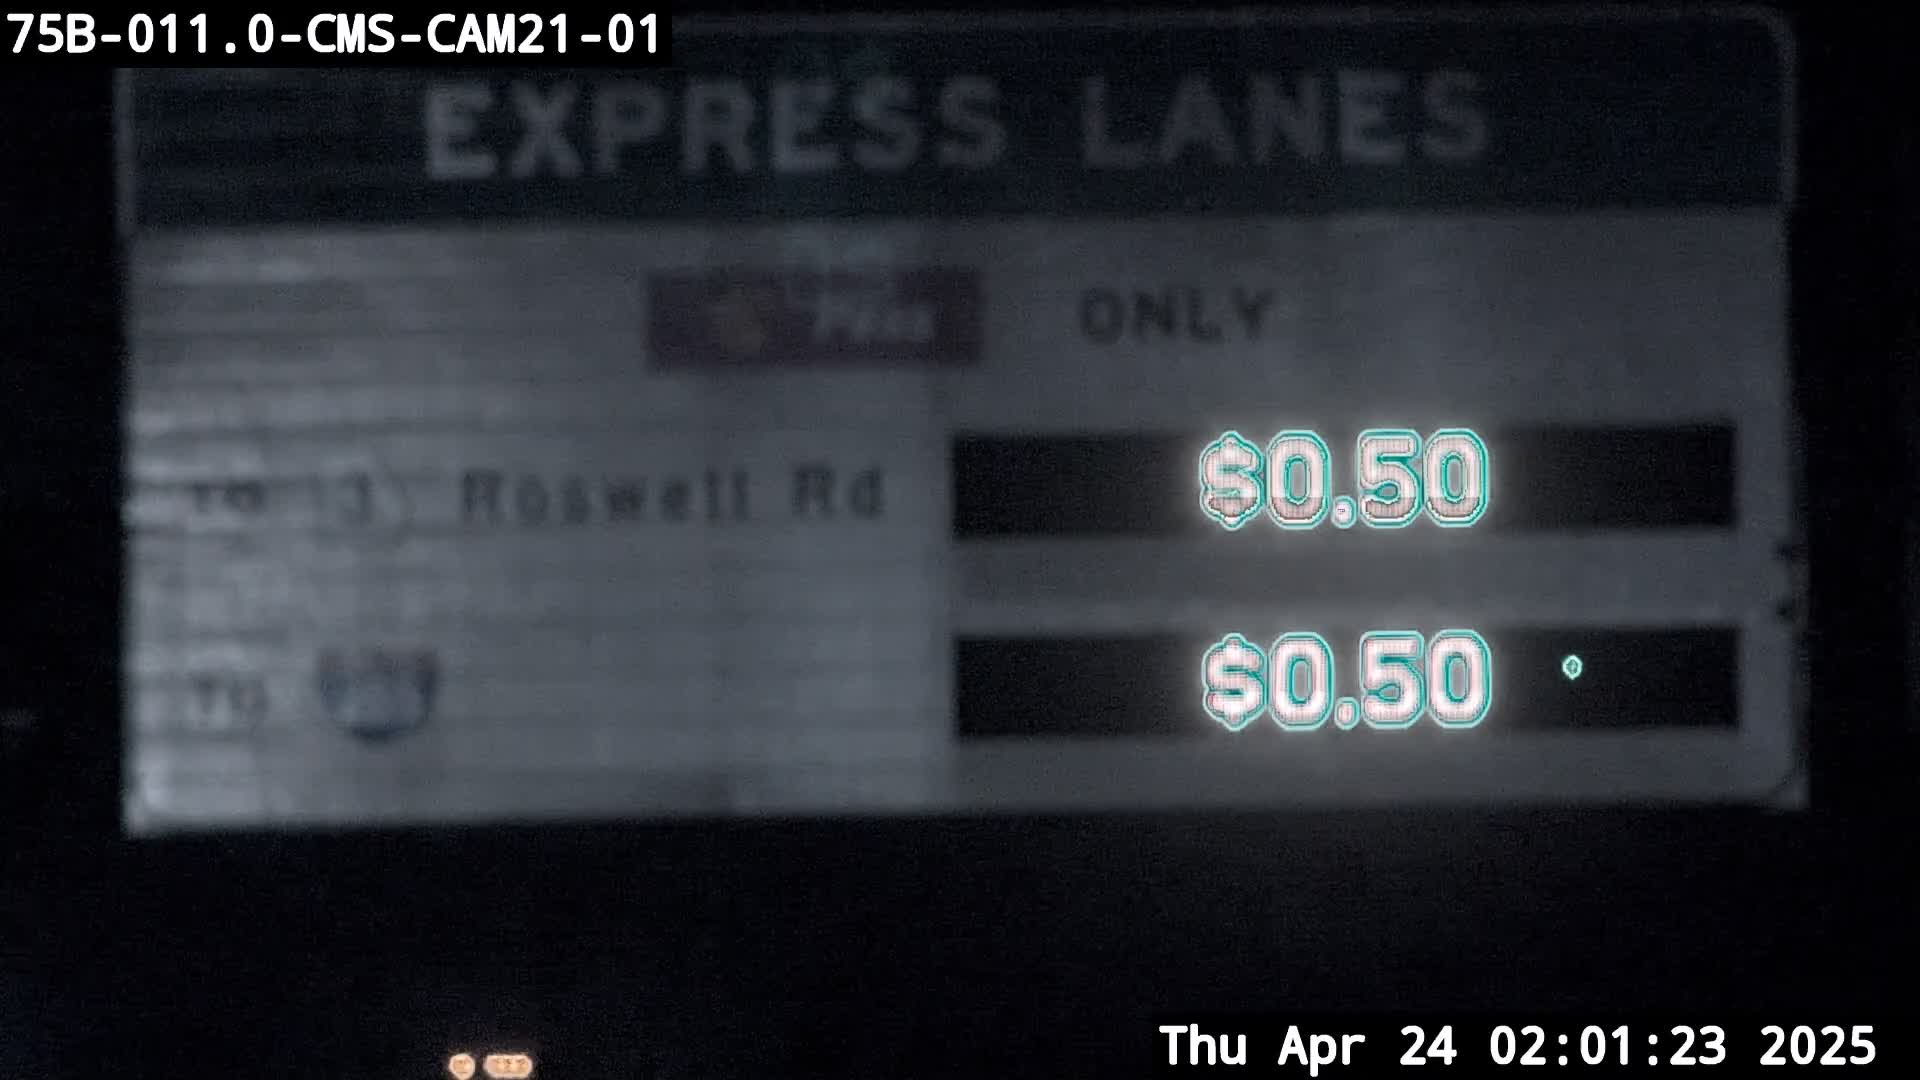 75B-011.0-CMS-CAM21-01
EXPRESS LANES
ONLY
TO Roswell Rd $0.50
TO $0.50
Thu Apr 24 02:01:23 2025